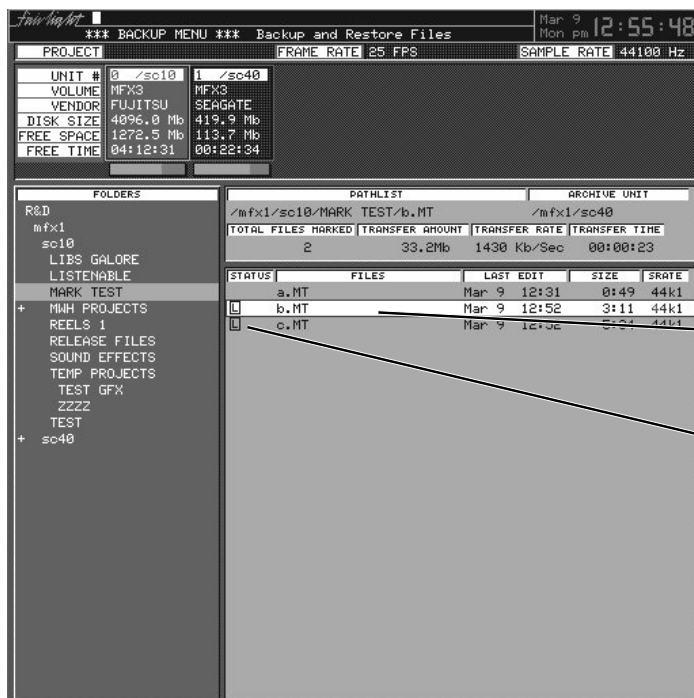 fairlight
Mar 9
Mon pm 12:55:48
*** BACKUP MENU *** Backup and Restore Files
PROJECT FRAME RATE 25 FPS SAMPLE RATE 44100 Hz
UNIT # 0 /sc10 1 /sc40
VOLUME MFX3 MFX3
VENDOR FUJITSU SEAGATE
DISK SIZE 4096.0 Mb 419.9 Mb
FREE SPACE 1272.5 Mb 113.7 Mb
FREE TIME 04:12:31 00:22:34
FOLDERS
R&D
mfx1
sc10
LIBS GALORE
LISTENABLE
MARK TEST
+ MWH PROJECTS
REELS 1
RELEASE FILES
SOUND EFFECTS
TEMP PROJECTS
TEST GFX
ZZZZ
TEST
+ sc40
PATHLIST ARCHIVE UNIT
/mfx1/sc10/MARK TEST/b.MT /mfx1/sc40
TOTAL FILES MARKED TRANSFER AMOUNT TRANSFER RATE TRANSFER TIME
2 33.2Mb 1430 Kb/Sec 00:00:23
STATUS FILES LAST EDIT SIZE SRATE
a.MT Mar 9 12:31 0:49 44k1
L b.MT Mar 9 12:52 3:11 44k1
L c.MT Mar 9 12:52 44k1